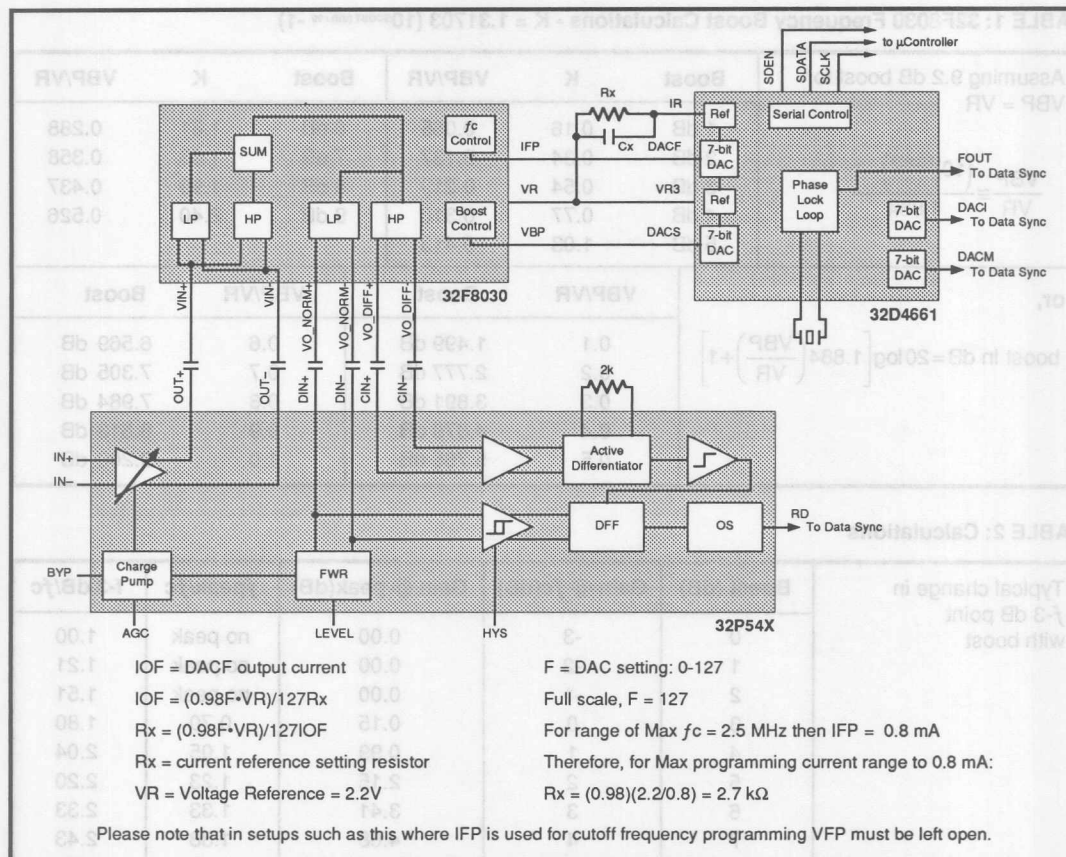 SDEN
SDATA
SCLK
to µController
Rx
IR
Cx
DACF
Ref
Serial Control
7-bit DAC
SUM
LP
HP
LP
HP
fc Control
IFP
VR
VR3
Ref
Boost Control
VBP
DACS
7-bit DAC
Phase Lock Loop
FOUT
To Data Sync
7-bit DAC
DACI
To Data Sync
7-bit DAC
DACM
To Data Sync
32F8030
32D4661
VIN+
VIN-
VO_NORM+
VO_NORM-
VO_DIFF+
VO_DIFF-
OUT+
OUT-
DIN+
DIN-
CIN+
CIN-
2k
IN+
IN–
Active Differentiator
DFF
OS
RD
To Data Sync
BYP
Charge Pump
FWR
32P54X
AGC
LEVEL
HYS
IOF = DACF output current
IOF = (0.98F•VR)/127Rx
Rx = (0.98F•VR)/127IOF
Rx = current reference setting resistor
VR = Voltage Reference = 2.2V
F = DAC setting: 0-127
Full scale, F = 127
For range of Max fc = 2.5 MHz then IFP = 0.8 mA
Therefore, for Max programming current range to 0.8 mA:
Rx = (0.98)(2.2/0.8) = 2.7 kΩ
Please note that in setups such as this where IFP is used for cutoff frequency programming VFP must be left open.